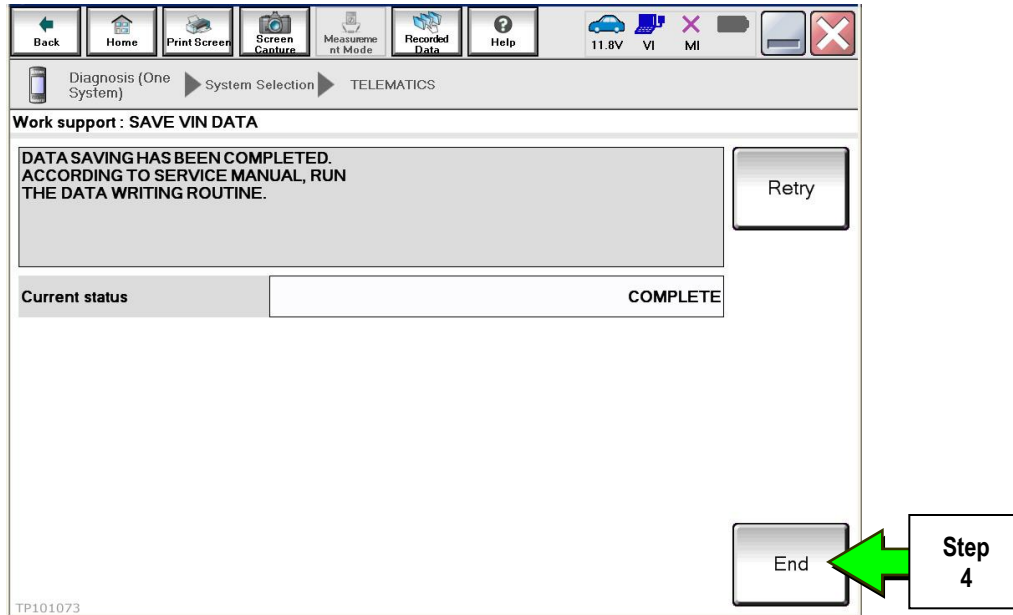 Back
Home
Print Screen
Screen
Capture
Measureme
nt Mode
Recorded
Data
Help
11.8V
VI
MI
Diagnosis (One
System)
System Selection
TELEMATICS
Work support : SAVE VIN DATA
DATA SAVING HAS BEEN COMPLETED.
ACCORDING TO SERVICE MANUAL, RUN
THE DATA WRITING ROUTINE.
Retry
Current status
COMPLETE
End
Step
4
TP101073